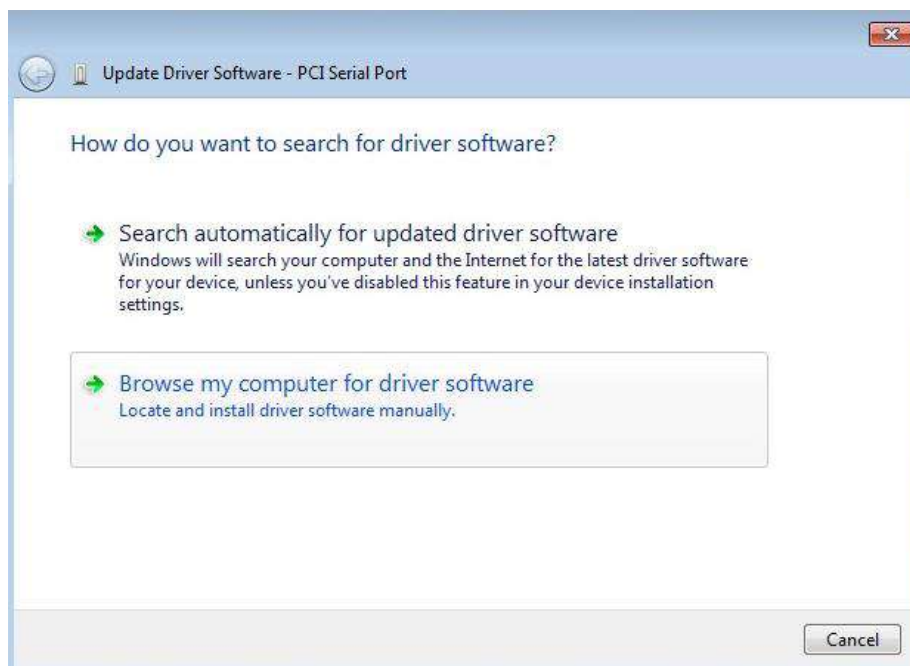 Update Driver Software - PCI Serial Port
How do you want to search for driver software?
Search automatically for updated driver software
Windows will search your computer and the Internet for the latest driver software
for your device, unless you've disabled this feature in your device installation
settings.
Browse my computer for driver software
Locate and install driver software manually.
Cancel